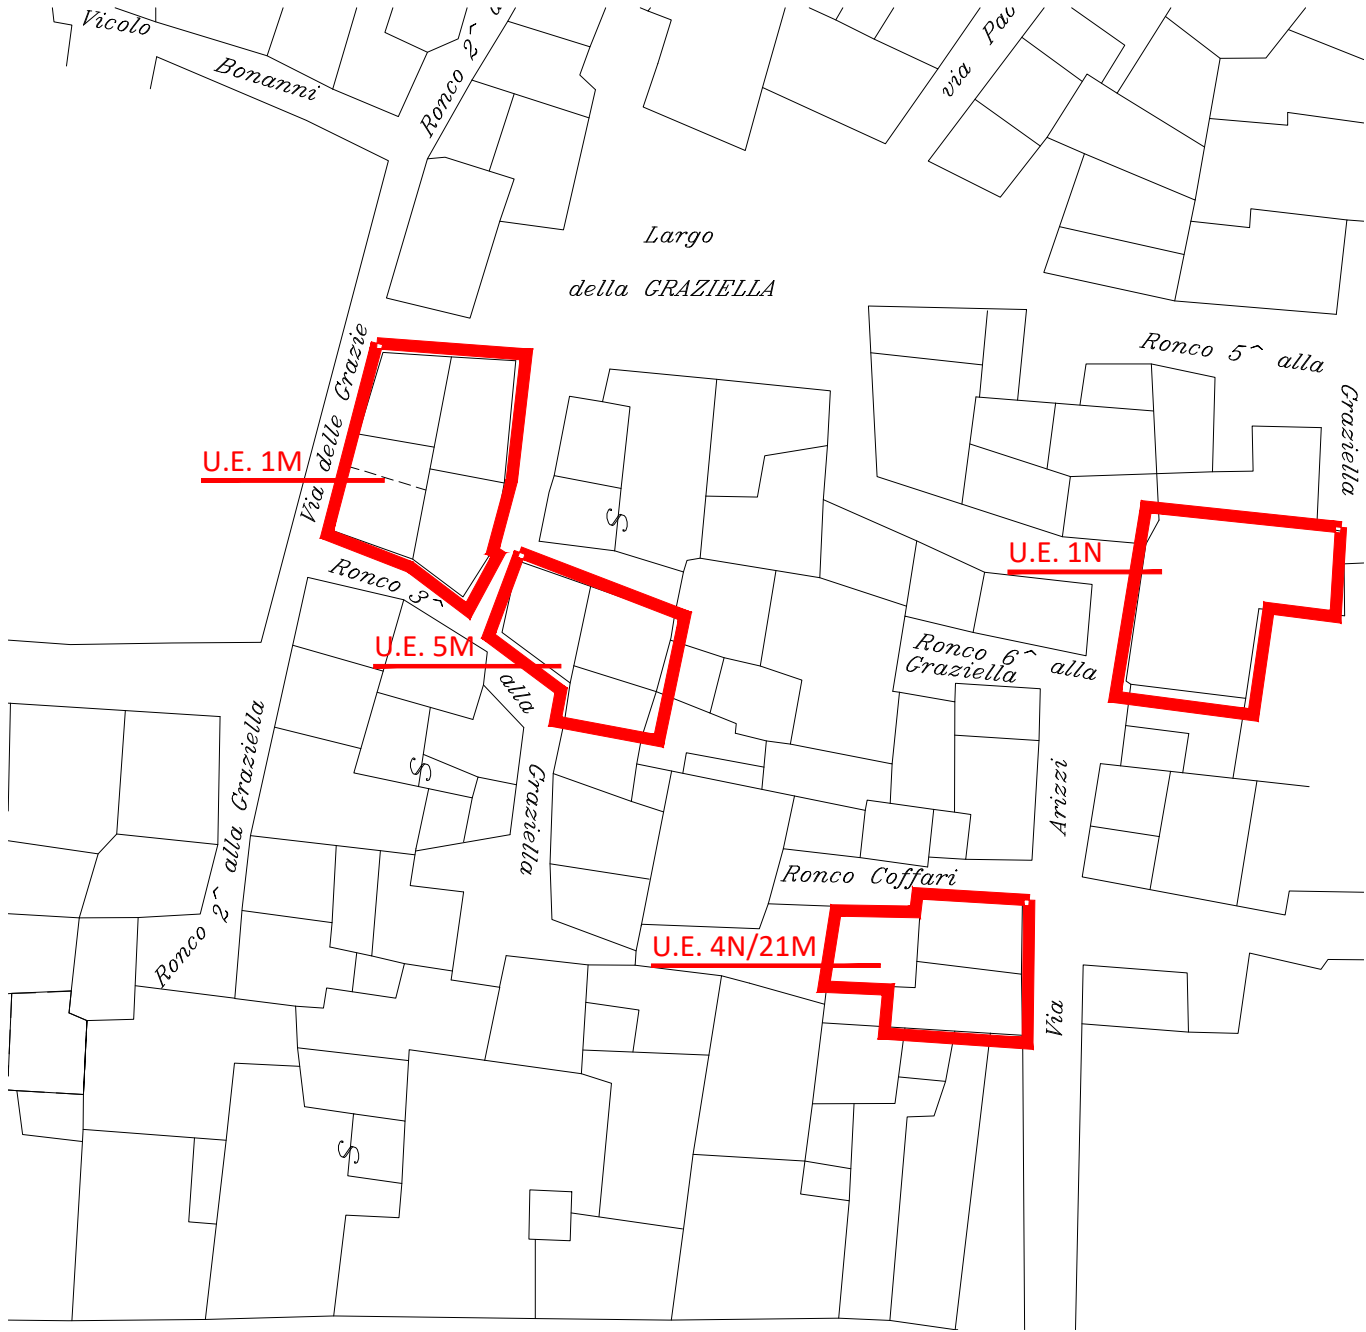 Vicolo
Bonanni
Ronco 2^
via
Largo
della GRAZIELLA
Via delle Grazie
Ronco 5^ alla
Graziella
U.E. 1M
S
U.E. 1N
Ronco 3^
alla
Graziella
U.E. 5M
Ronco 6^ alla
Graziella
Ronco 2^ alla Graziella
S
Via
Arizzi
Ronco Coffari
U.E. 4N/21M
S